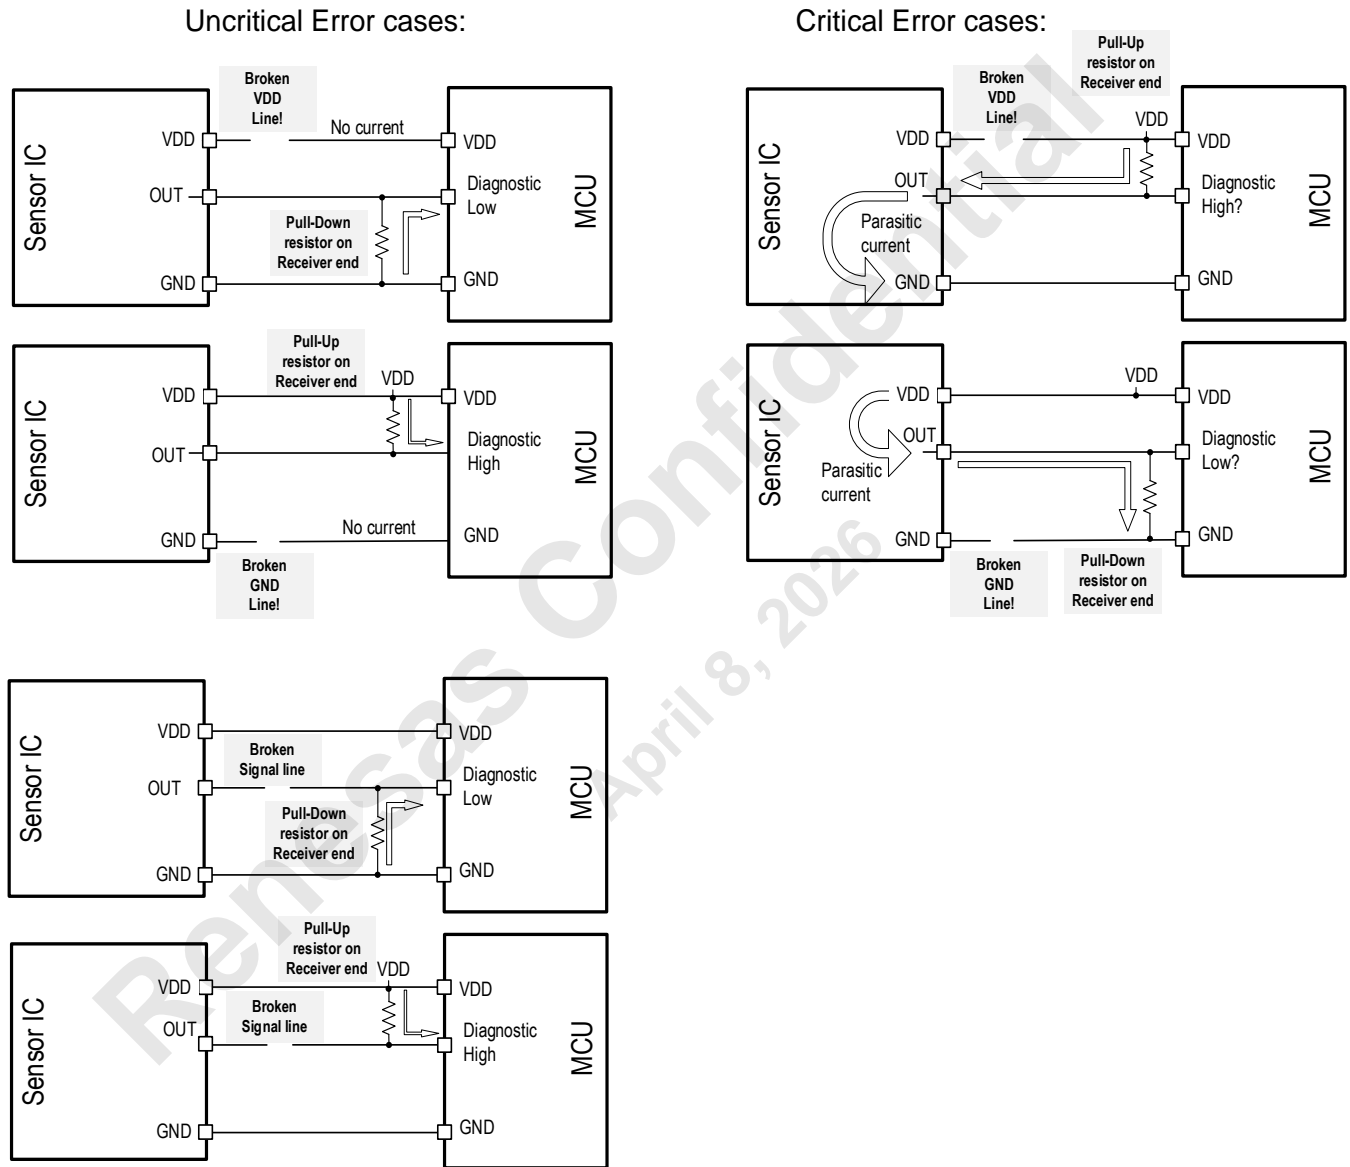 Uncritical Error cases:
Critical Error cases:
Broken
VDD
Line!
No current
VDD
VDD
OUT
Diagnostic
Low
Pull-Down
resistor on
Receiver end
GND
GND
Sensor IC
MCU
Pull-Up
resistor on
Receiver end
Broken
VDD
Line!
VDD
VDD
VDD
OUT
Diagnostic
High?
Parasitic
current
GND
GND
Sensor IC
MCU
Pull-Up
resistor on
Receiver end
VDD
VDD
VDD
OUT
Diagnostic
High
No current
GND
GND
Broken
GND
Line!
Sensor IC
MCU
VDD
VDD
VDD
OUT
Diagnostic
Low?
Parasitic
current
GND
GND
Broken
GND
Line!
Pull-Down
resistor on
Receiver end
Sensor IC
MCU
VDD
VDD
Broken
Signal line
OUT
Diagnostic
Low
Pull-Down
resistor on
Receiver end
GND
GND
Sensor IC
MCU
Pull-Up
resistor on
Receiver end
VDD
VDD
VDD
Broken
Signal line
OUT
Diagnostic
High
GND
GND
Sensor IC
MCU
Renesas Confidential
April 8, 2026